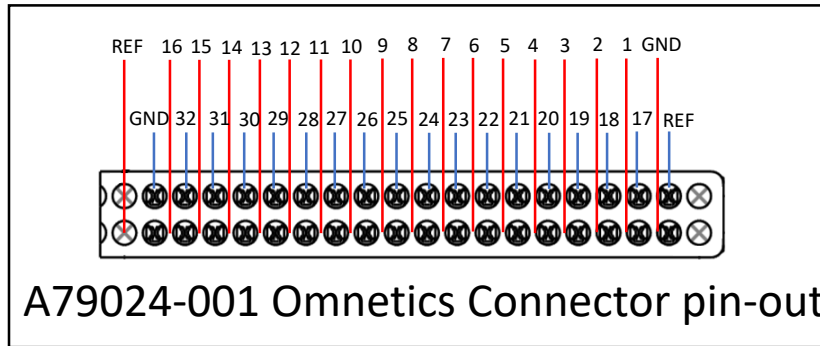 REF 16 15 14 13 12 11 10 9 8 7 6 5 4 3 2 1 GND
GND 32 31 30 29 28 27 26 25 24 23 22 21 20 19 18 17 REF
A79024-001 Omnetics Connector pin-out